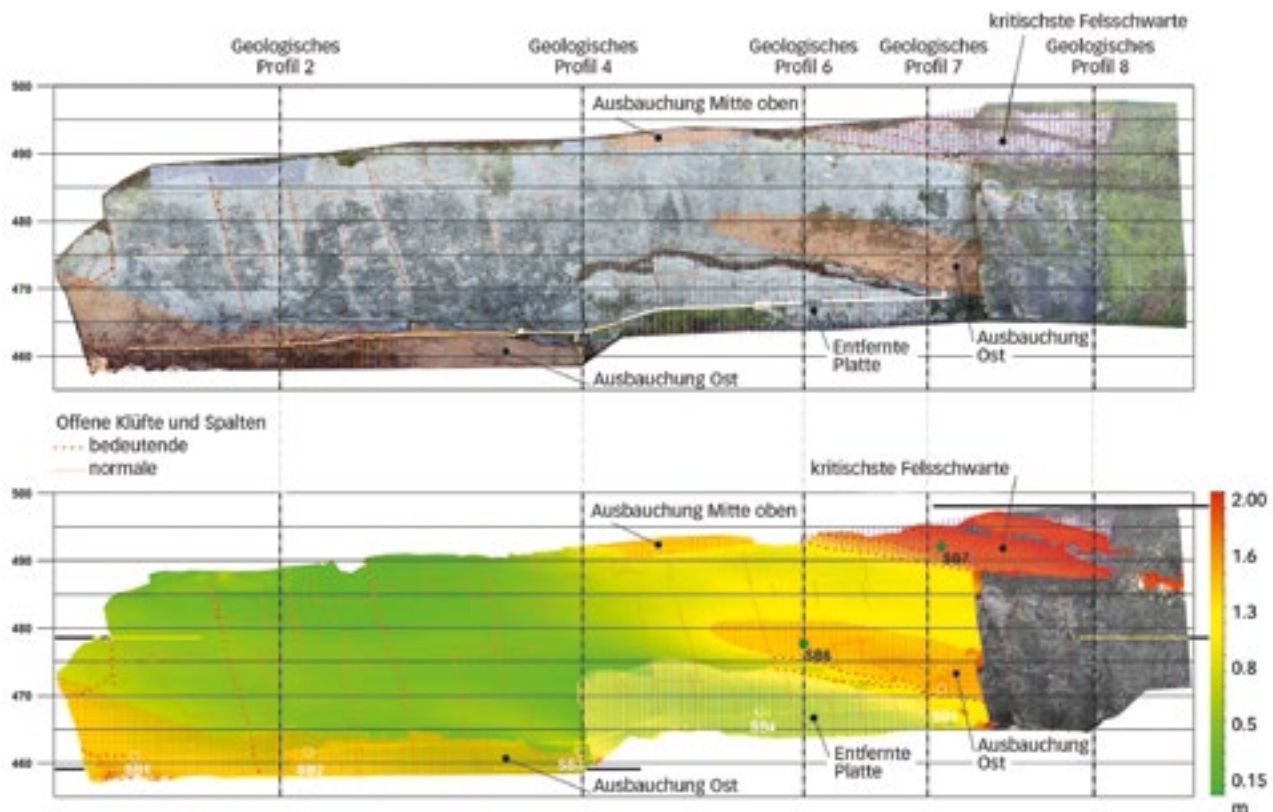 kritischste Felsschwarte
Geologisches Profil 2
Geologisches Profil 4
Geologisches Profil 6
Geologisches Profil 7
Geologisches Profil 8
500
490
480
470
460
Ausbauchung Mitte oben
Entfernte
Platte
Ausbauchung
Ost
Ausbauchung Ost
Offene Klüfte und Spalten
bedeutende
normale
kritischste Felsschwarte
500
490
480
470
460
Ausbauchung Mitte oben
SB7
Entfernte
Platte
Ausbauchung
Ost
Ausbauchung Ost
2.00
1.6
1.3
0.8
0.5
0.15
m